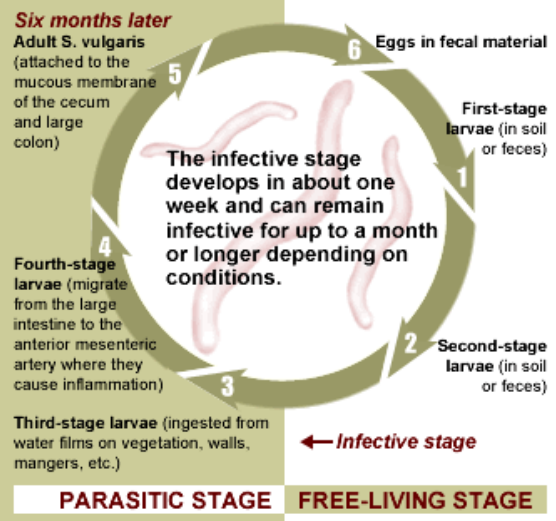 Six months later
Adult S. vulgaris
(attached to the
mucous membrane
of the cecum
and large
colon)
5
6
Eggs in fecal material
First-stage
larvae (in soil
or feces)
1
The infective stage
develops in about one
week and can remain
infective for up to a month
or longer depending on
conditions.
4
Fourth-stage
larvae (migrate
from the large
intestine to the
anterior mesenteric
artery where they
cause inflammation)
2
Second-stage
larvae (in soil
or feces)
3
Third-stage larvae (ingested from
water films on vegetation, walls,
mangers, etc.)
Infective stage
PARASITIC STAGE
FREE-LIVING STAGE